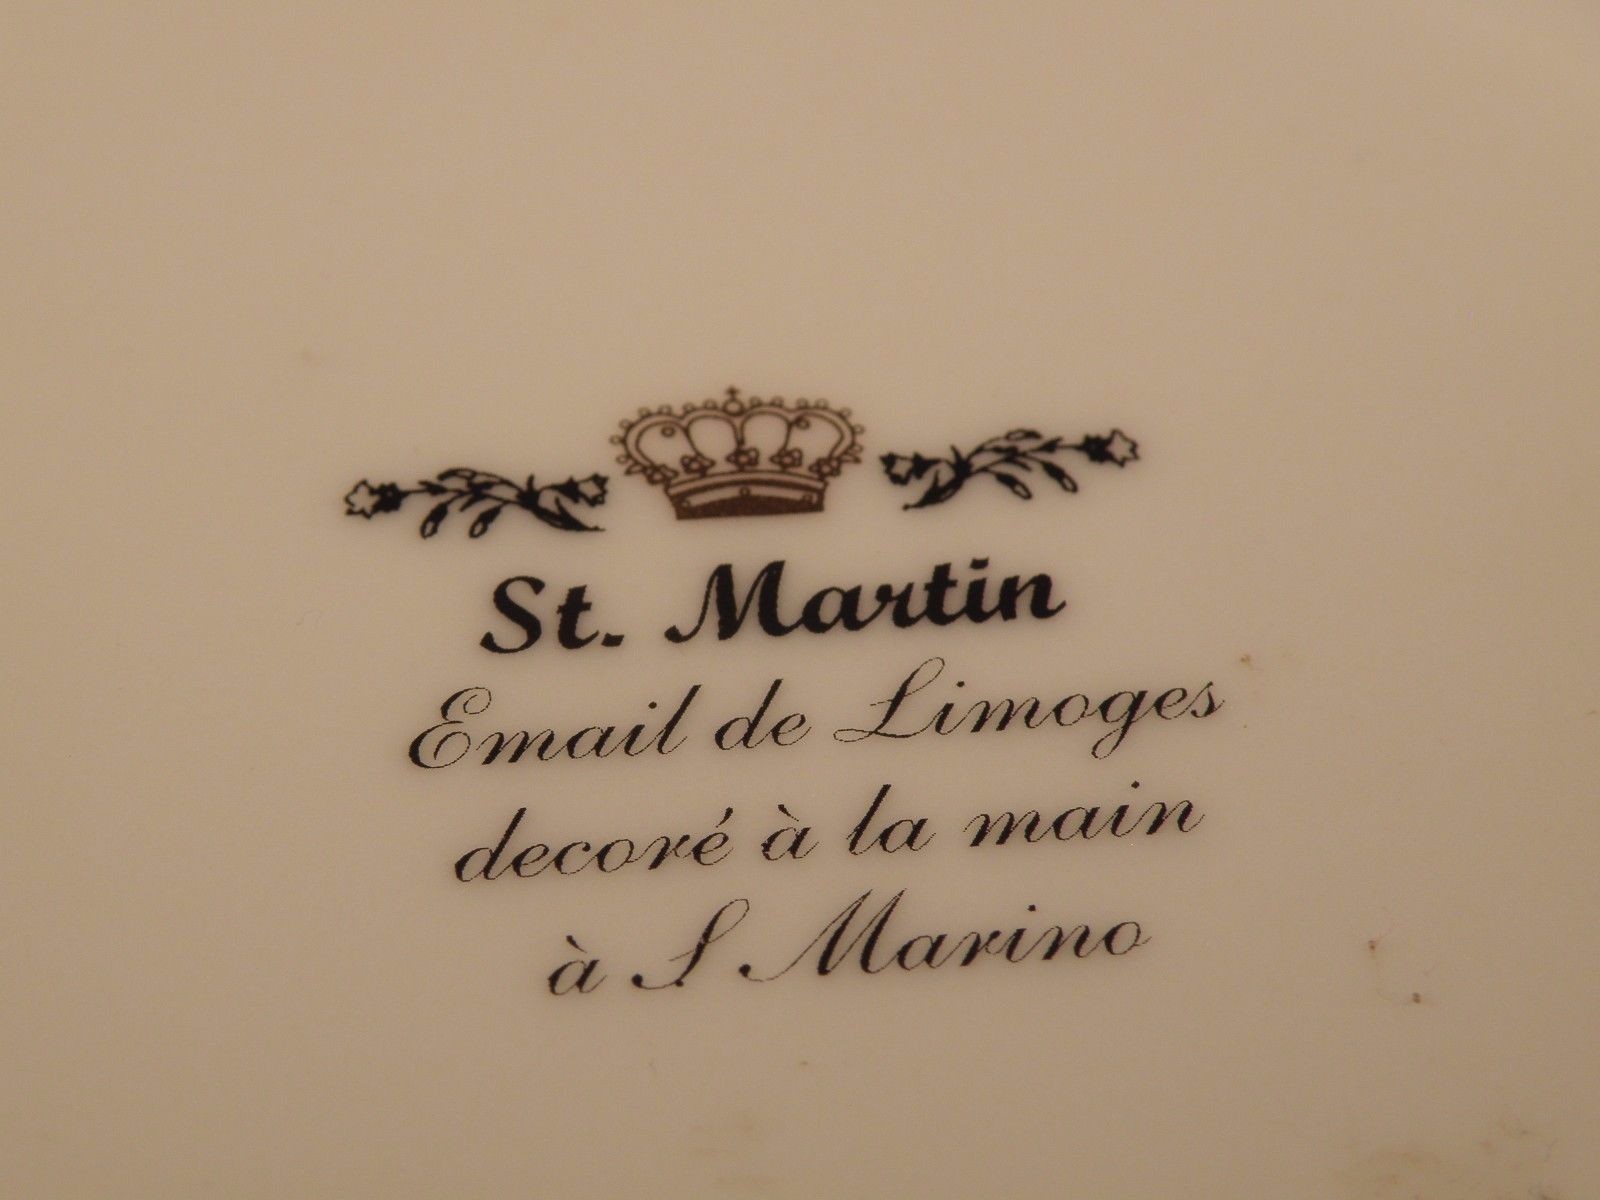 St. Martin
Email de Limoges
decoré à la main
à S. Marino